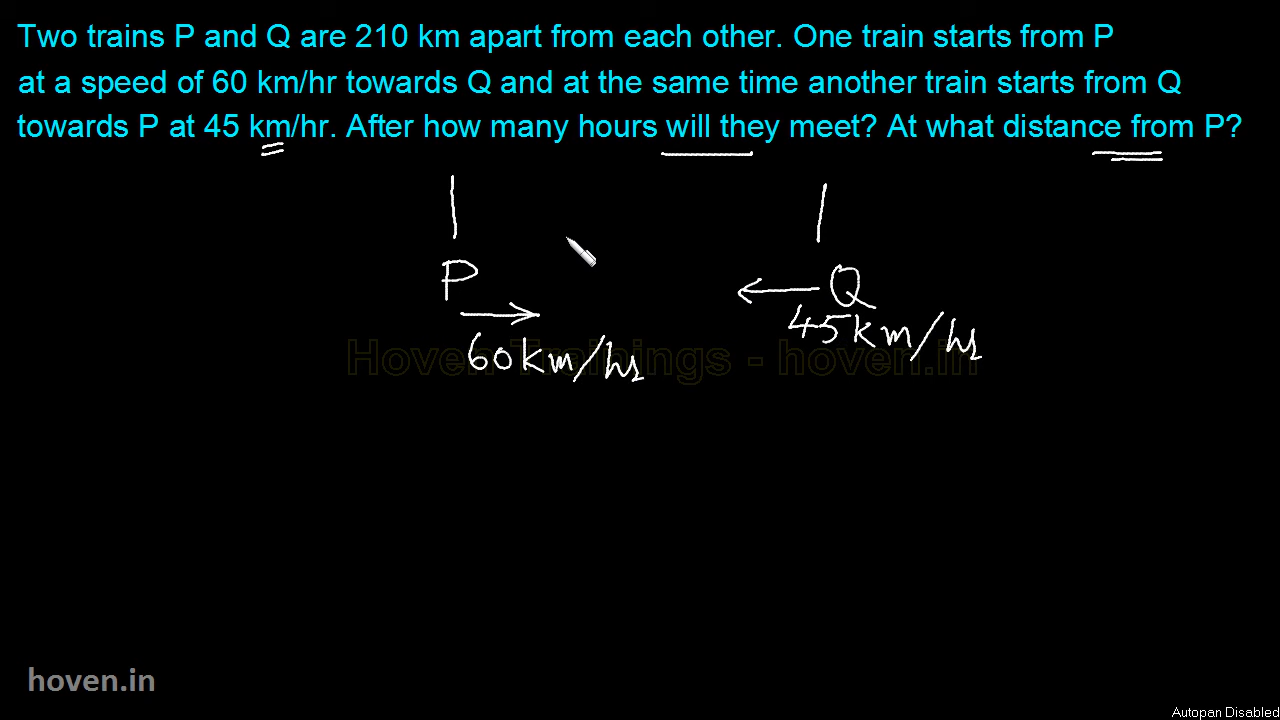 Two trains P and Q are 210 km apart from each other. One train starts from P
at a speed of 60 km/hr towards Q and at the same time another train starts from Q
towards P at 45 km/hr. After how many hours will they meet? At what distance from P?
P
Q
45km/hr
60km/hr
Hoven Trainings - hoven.in
hoven.in
Autopan Disabled